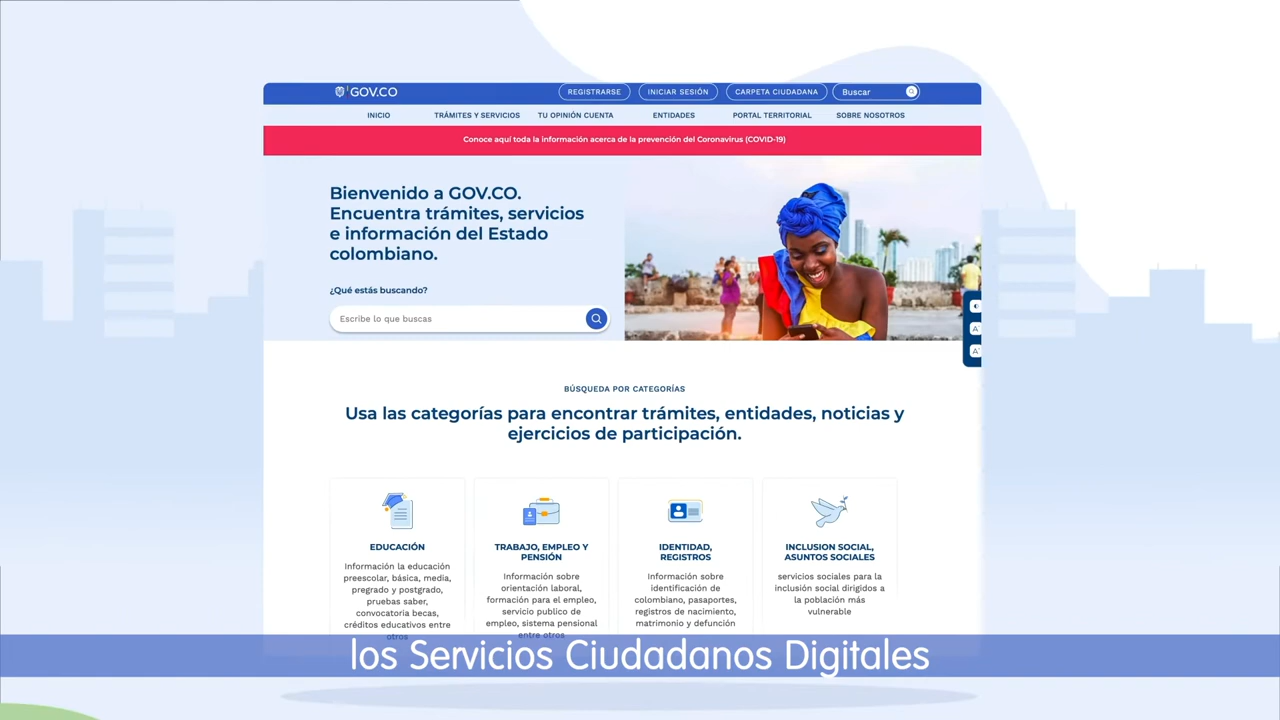 GOV.CO
REGISTRARSE
INICIAR SESIÓN
CARPETA CIUDADANA
Buscar
INICIO
TRÁMITES Y SERVICIOS
TU OPINIÓN CUENTA
ENTIDADES
PORTAL TERRITORIAL
SOBRE NOSOTROS
Conoce aquí toda la información acerca de la prevención del Coronavirus (COVID-19)
Bienvenido a GOV.CO.
Encuentra trámites, servicios
e información del Estado
colombiano.
¿Qué estás buscando?
Escribe lo que buscas
A
A
BÚSQUEDA POR CATEGORÍAS
Usa las categorías para encontrar trámites, entidades, noticias y
ejercicios de participación.
EDUCACIÓN
Información la educación
preescolar, básica, media,
pregrado y postgrado,
pruebas saber,
convocatoria becas,
créditos educativos entre
otros
TRABAJO, EMPLEO Y
PENSIÓN
Información sobre
orientación laboral,
formación para el empleo,
servicio publico de
empleo, sistema pensional
entre otros
IDENTIDAD,
REGISTROS
Información sobre
identificación de
colombiano, pasaportes,
registros de nacimiento,
matrimonio y defunción
INCLUSION SOCIAL,
ASUNTOS SOCIALES
servicios sociales para la
inclusión social dirigidos a
la población más
vulnerable
los Servicios Ciudadanos Digitales